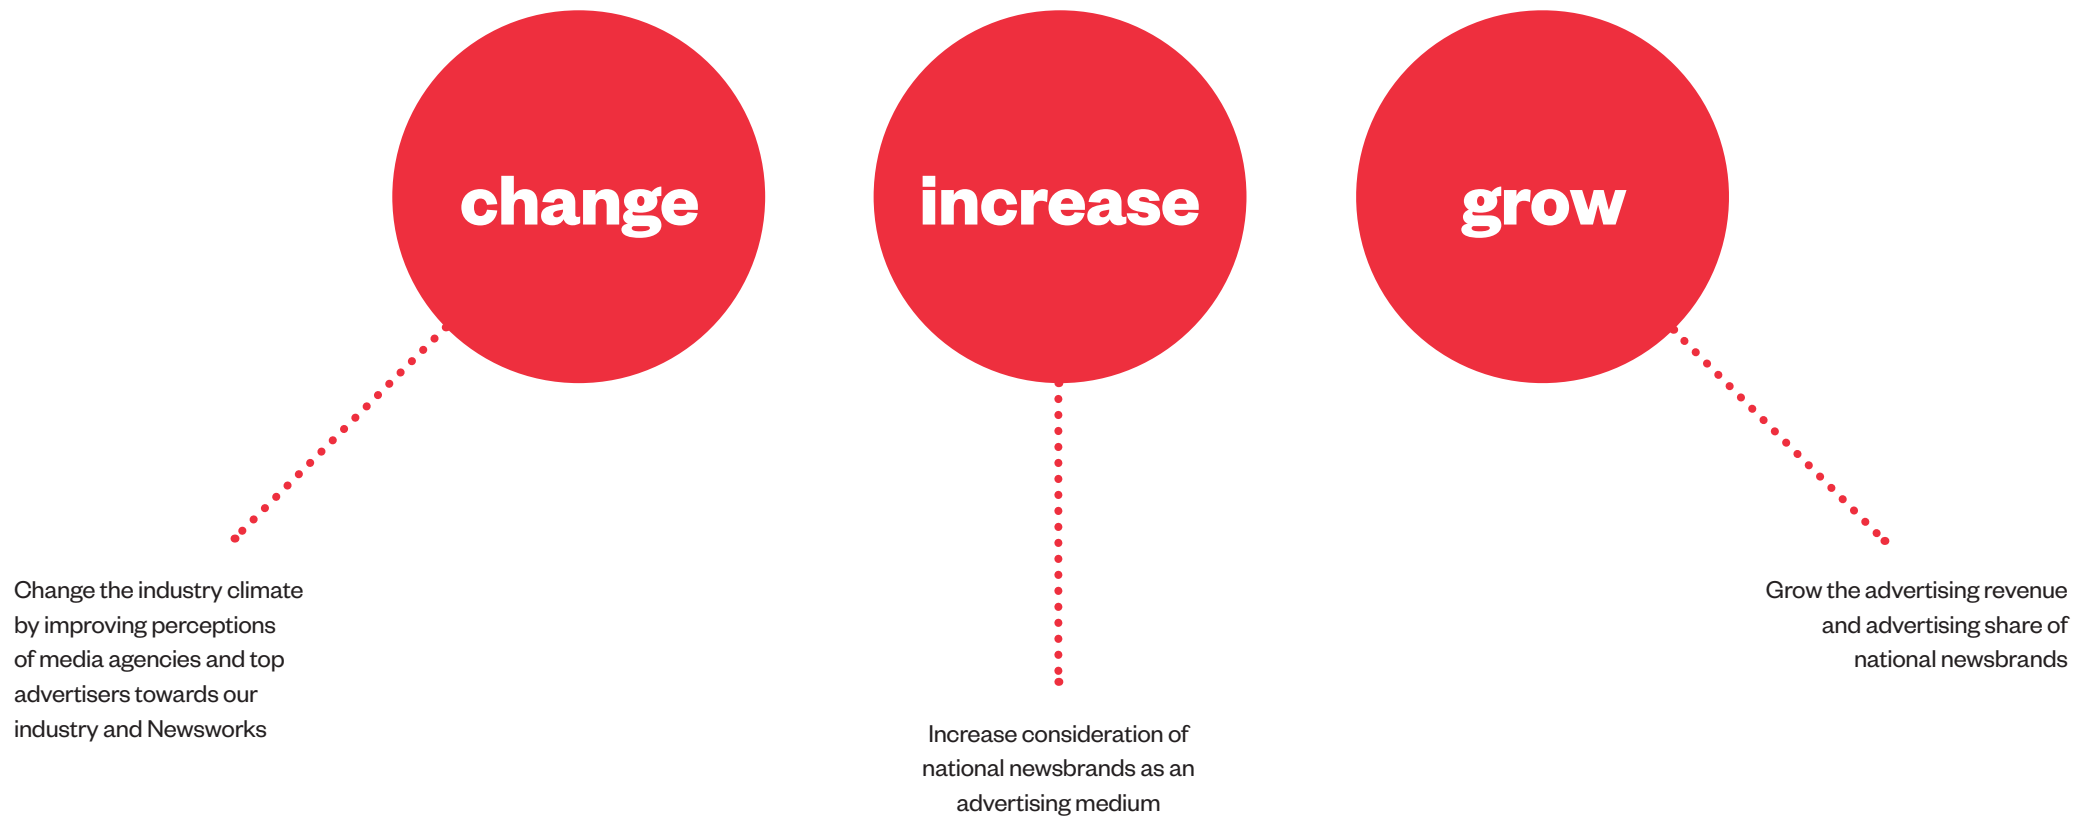 change
increase
grow
Change the industry climate
by improving perceptions
of media agencies and top
advertisers towards our
industry and Newsworks
Increase consideration of
national newsbrands as an
advertising medium
Grow the advertising revenue
and advertising share of
national newsbrands